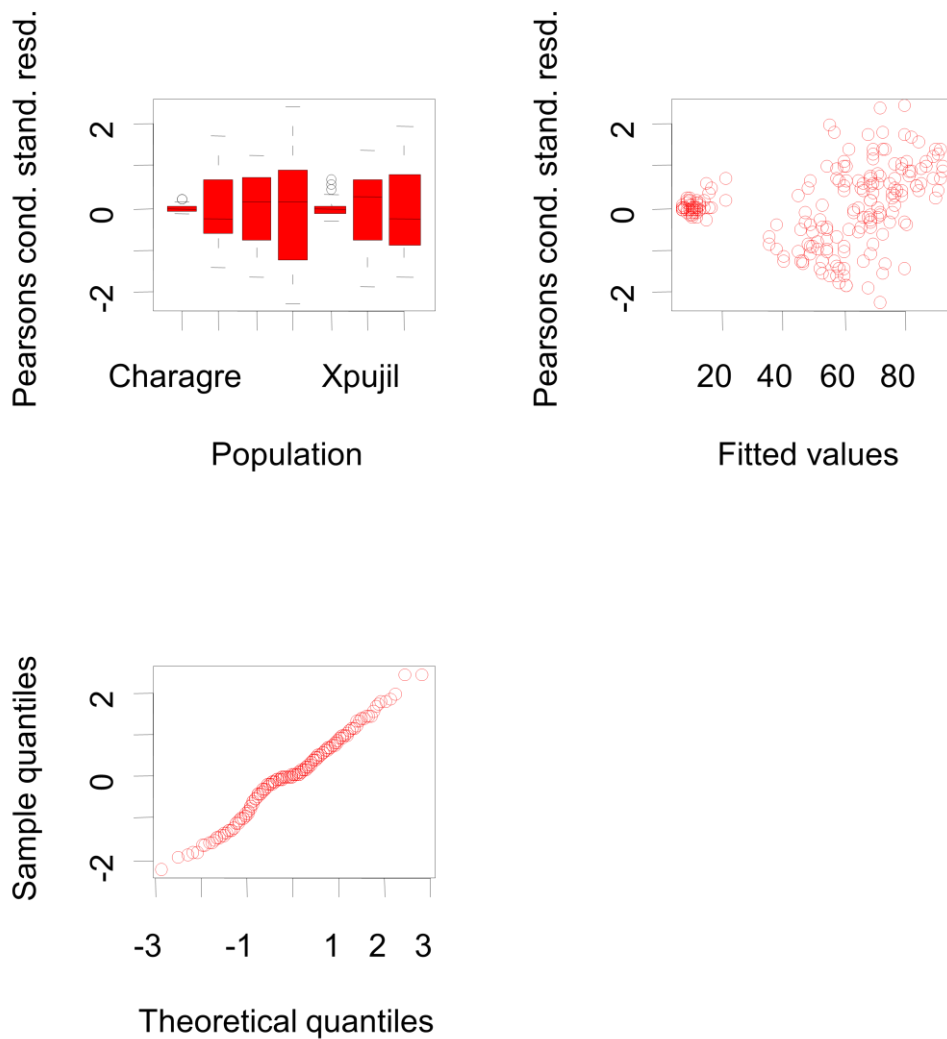 Pearsons cond. stand. resd.
2
0
-2
Charagre Xpujil
Population
Pearsons cond. stand. resd.
2
0
-2
20 40 60 80
Fitted values
Sample quantiles
2
0
-2
-3 -1 1 2 3
Theoretical quantiles